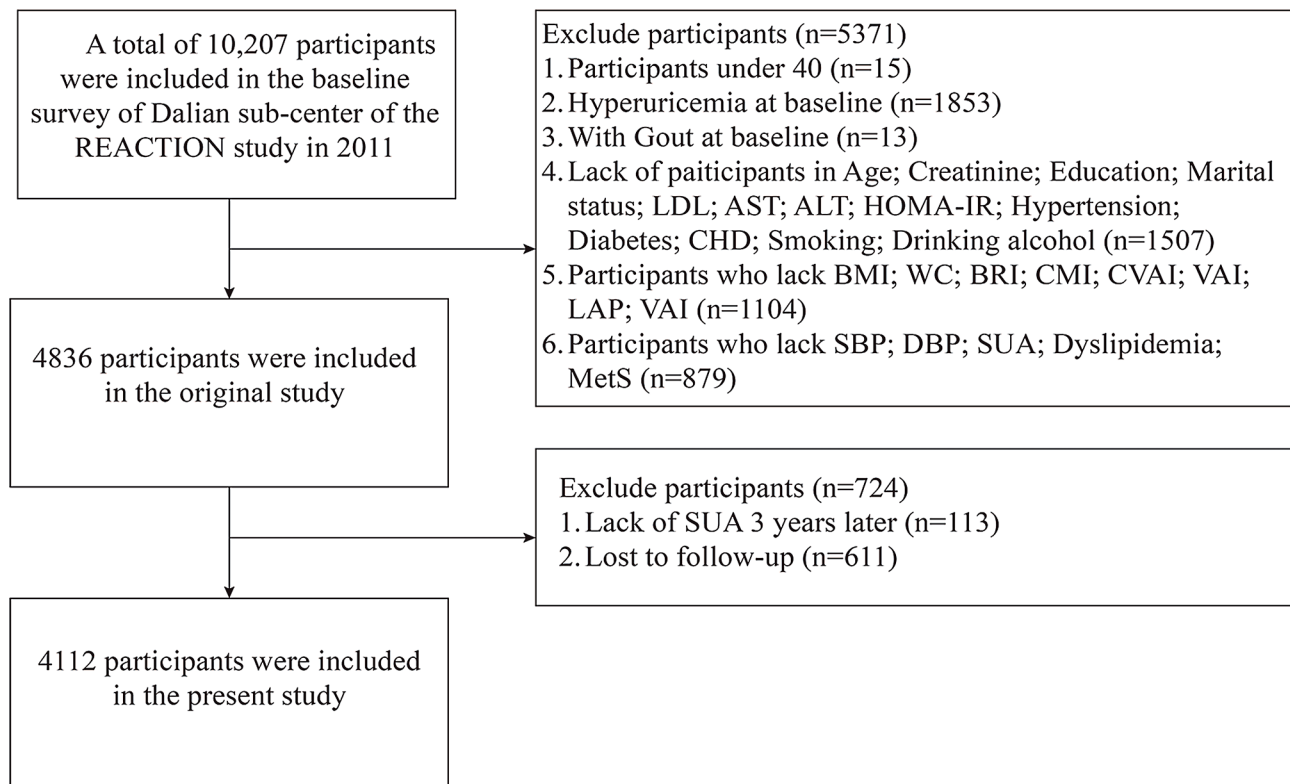 A total of 10,207 participants
were included in the baseline
survey of Dalian sub-center of the
REACTION study in 2011
Exclude participants (n=5371)
1. Participants under 40 (n=15)
2. Hyperuricemia at baseline (n=1853)
3. With Gout at baseline (n=13)
4. Lack of paiticipants in Age; Creatinine; Education; Marital
status; LDL; AST; ALT; HOMA-IR; Hypertension;
Diabetes; CHD; Smoking; Drinking alcohol (n=1507)
5. Participants who lack BMI; WC; BRI; CMI; CVAI; VAI;
LAP; VAI (n=1104)
6. Participants who lack SBP; DBP; SUA; Dyslipidemia;
MetS (n=879)
4836 participants were included
in the original study
Exclude participants (n=724)
1. Lack of SUA 3 years later (n=113)
2. Lost to follow-up (n=611)
4112 participants were included
in the present study